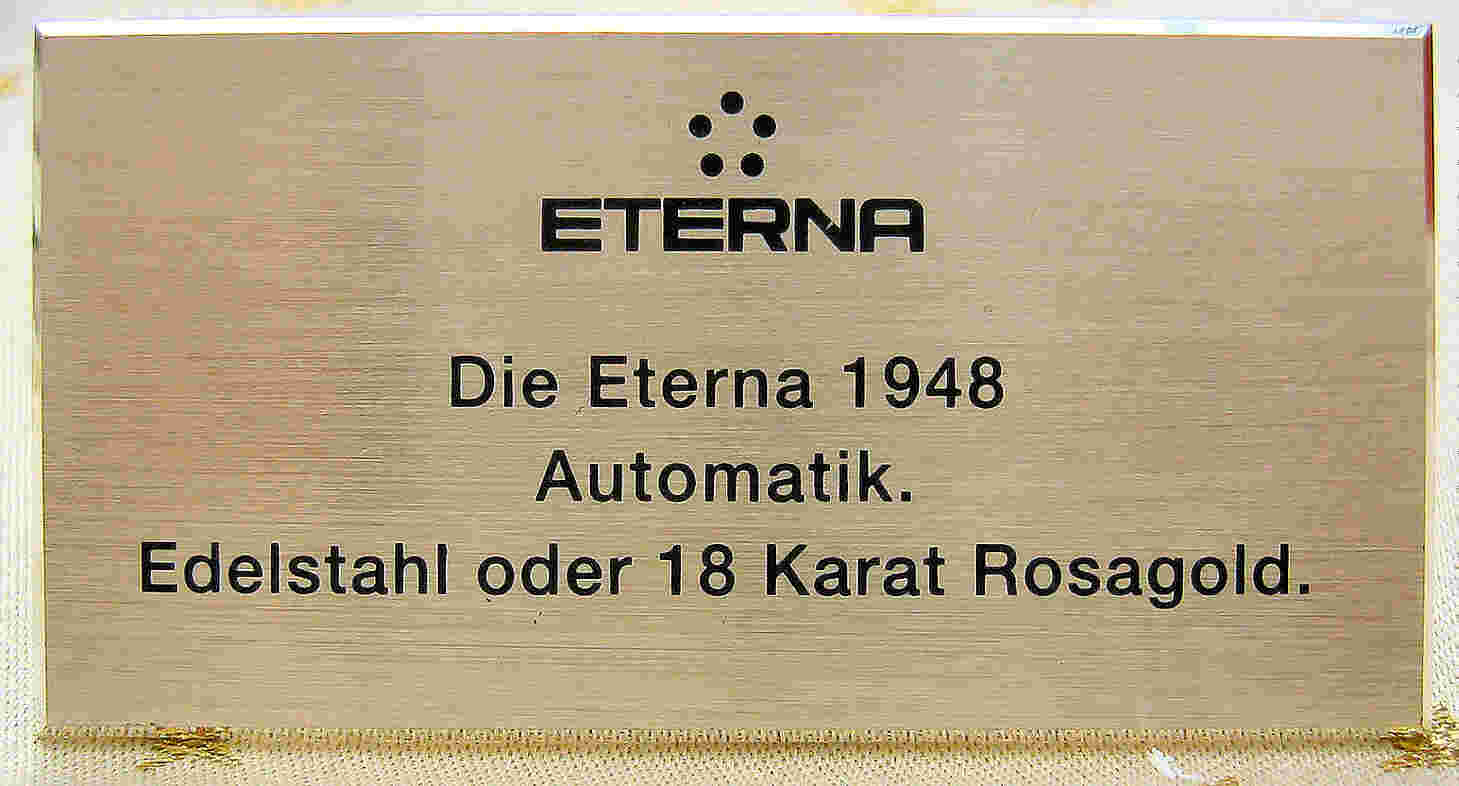 ETERNA
Die Eterna 1948
Automatik.
Edelstahl oder 18 Karat Rosagold.